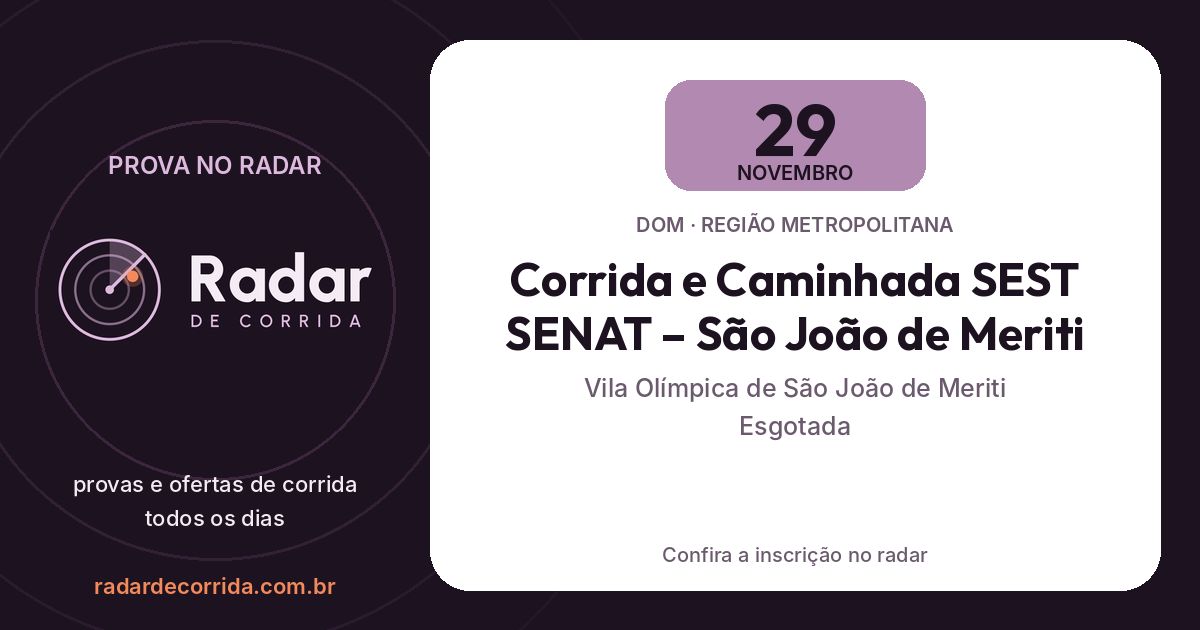 PROVA NO RADAR
Radar
DE CORRIDA
provas e ofertas de corrida
todos os dias
radardecorrida.com.br
29
NOVEMBRO
DOM · REGIÃO METROPOLITANA
Corrida e Caminhada SEST
SENAT – São João de Meriti
Vila Olímpica de São João de Meriti
Esgotada
Confira a inscrição no radar